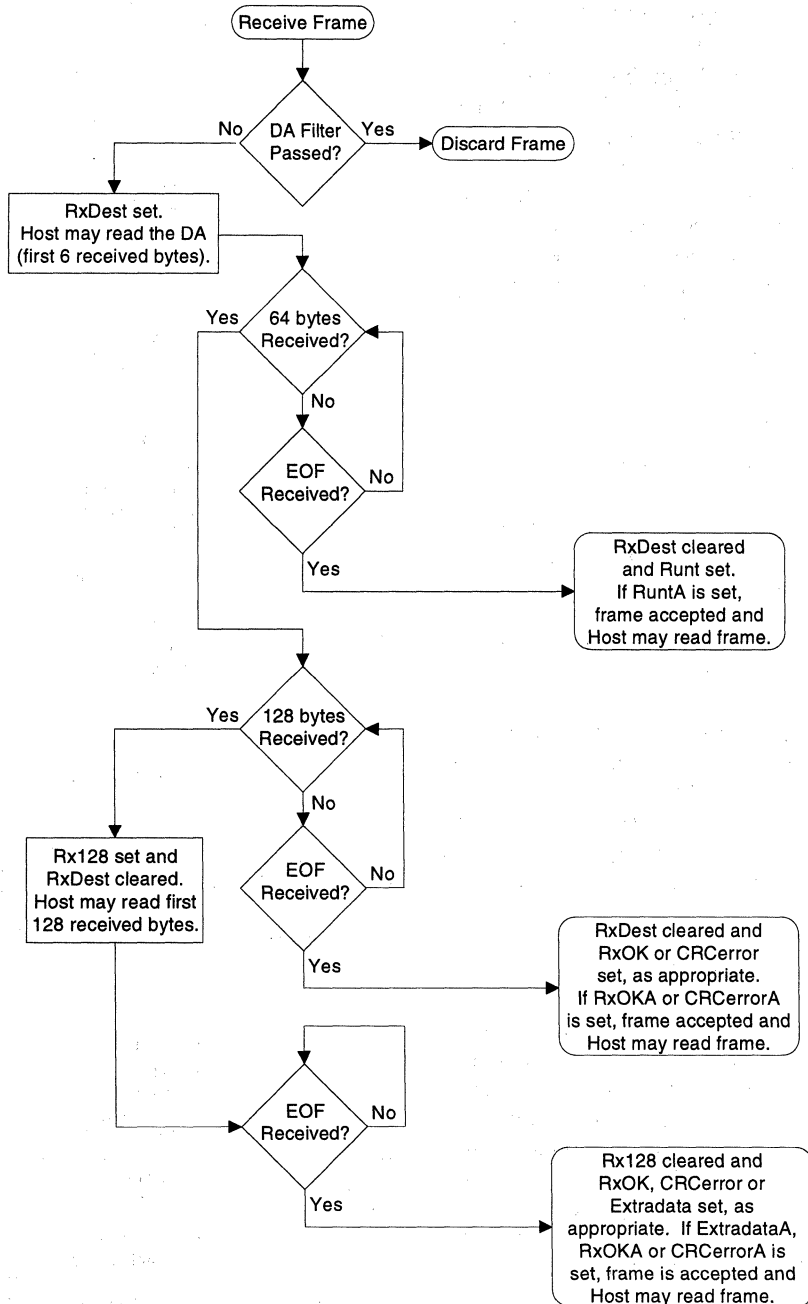 Receive Frame
DA Filter
Passed?
No
Yes
Discard Frame
RxDest set.
Host may read the DA
(first 6 received bytes).
64 bytes
Received?
Yes
No
EOF
Received?
No
Yes
RxDest cleared
and Runt set.
If RuntA is set,
frame accepted and
Host may read frame.
128 bytes
Received?
Yes
No
Rx128 set and
RxDest cleared.
Host may read first
128 received bytes.
EOF
Received?
No
Yes
RxDest cleared and
RxOK or CRCerror
set, as appropriate.
If RxOKA or CRCerrorA
is set, frame accepted and
Host may read frame.
EOF
Received?
No
Yes
Rx128 cleared and
RxOK, CRCerror or
Extradata set, as
appropriate. If ExtradataA,
RxOKA or CRCerrorA is
set, frame is accepted and
Host may read frame.